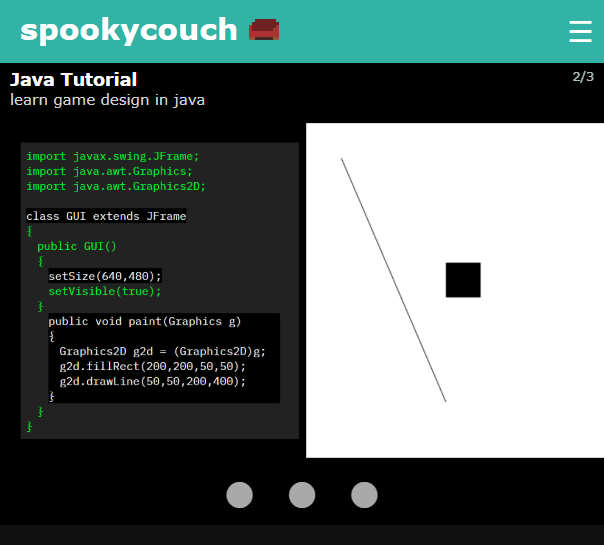 spookycouch
Java Tutorial
2/3
learn game design in java
import javax.swing.JFrame;
import java.awt.Graphics;
import java.awt.Graphics2D;
class GUI extends JFrame
{
public GUI()
{
setSize(640,480);
setVisible(true);
}
public void paint(Graphics g)
{
Graphics2D g2d = (Graphics2D)g;
g2d.fillRect(200,200,50,50);
g2d.drawLine(50,50,200,400);
}
}
}